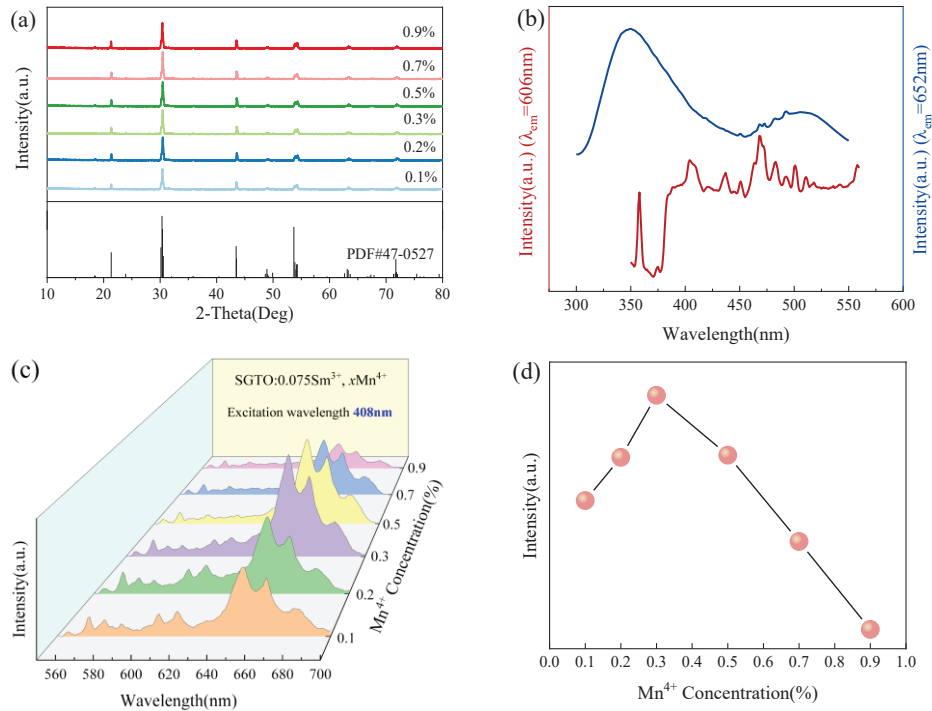 (a)
Intensity(a.u.)
0.9%
0.7%
0.5%
0.3%
0.2%
0.1%
PDF#47-0527
10 20 30 40 50 60 70 80
2-Theta(Deg)
(b)
Intensity(a.u.) (λem=606nm)
Intensity(a.u.) (λem=652nm)
300 350 400 450 500 550 600
Wavelength(nm)
(c)
SGTO:0.075Sm³⁺, xMn⁴⁺
Excitation wavelength 408nm
Intensity(a.u.)
0.9
0.7
0.5
0.3
0.2
0.1
Mn⁴⁺ Concentration(%)
560 580 600 620 640 660 680 700
Wavelength(nm)
(d)
Intensity(a.u.)
0.0 0.1 0.2 0.3 0.4 0.5 0.6 0.7 0.8 0.9 1.0
Mn⁴⁺ Concentration(%)